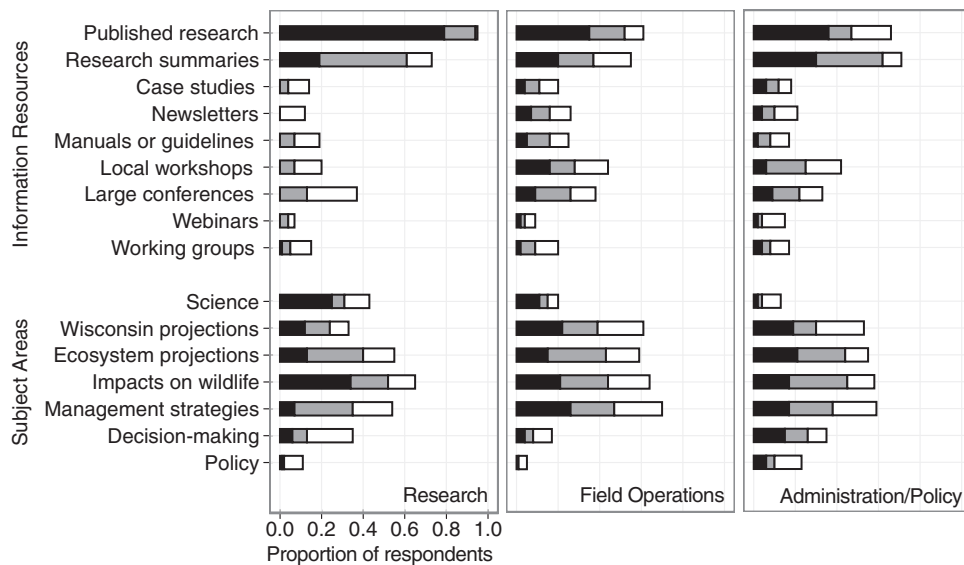 Information Resources
Published research
Research summaries
Case studies
Newsletters
Manuals or guidelines
Local workshops
Large conferences
Webinars
Working groups
Subject Areas
Science
Wisconsin projections
Ecosystem projections
Impacts on wildlife
Management strategies
Decision-making
Policy
Research
Field Operations
Administration/Policy
0.0 0.2 0.4 0.6 0.8 1.0
Proportion of respondents